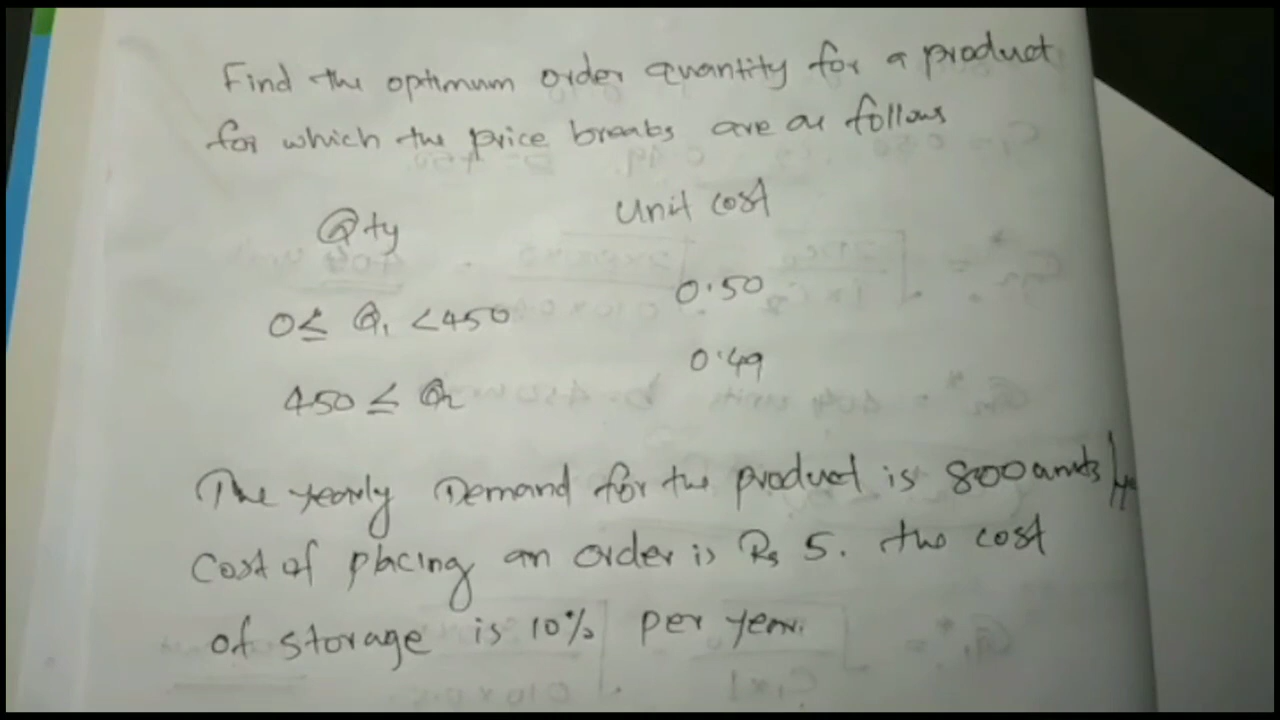 Find the optimum order quantity for a product
for which the price breaks are as follows
Qty Unit cost
0 ≤ Q1 < 450 0.50
450 ≤ Q2 0.49
The yearly Demand for the product is 800 units/
Cost of placing an order is Rs 5. the cost
of storage is 10% per year.